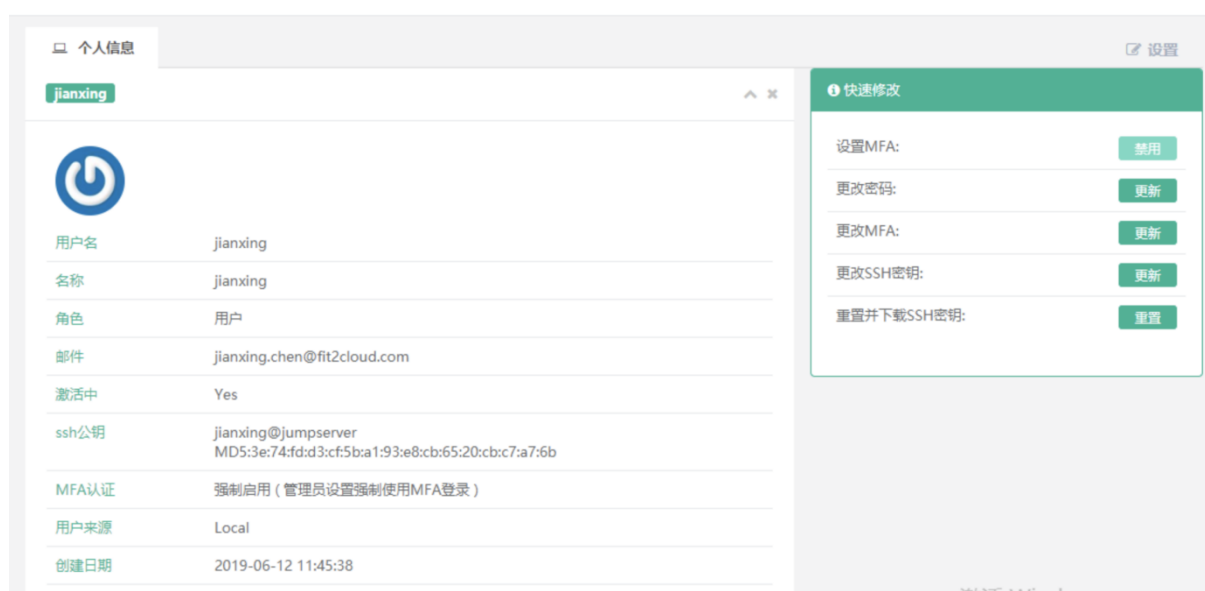 个人信息
设置
jianxing
用户名 jianxing
名称 jianxing
角色 用户
邮件 jianxing.chen@fit2cloud.com
激活中 Yes
ssh公钥 jianxing@jumpserver
MD5:3e:74:fd:d3:cf:5b:a1:93:e8:cb:65:20:cb:c7:a7:6b
MFA认证 强制启用 ( 管理员设置强制使用MFA登录 )
用户来源 Local
创建日期 2019-06-12 11:45:38
快速修改
设置MFA: 禁用
更改密码: 更新
更改MFA: 更新
更改SSH密钥: 更新
重置并下载SSH密钥: 重置